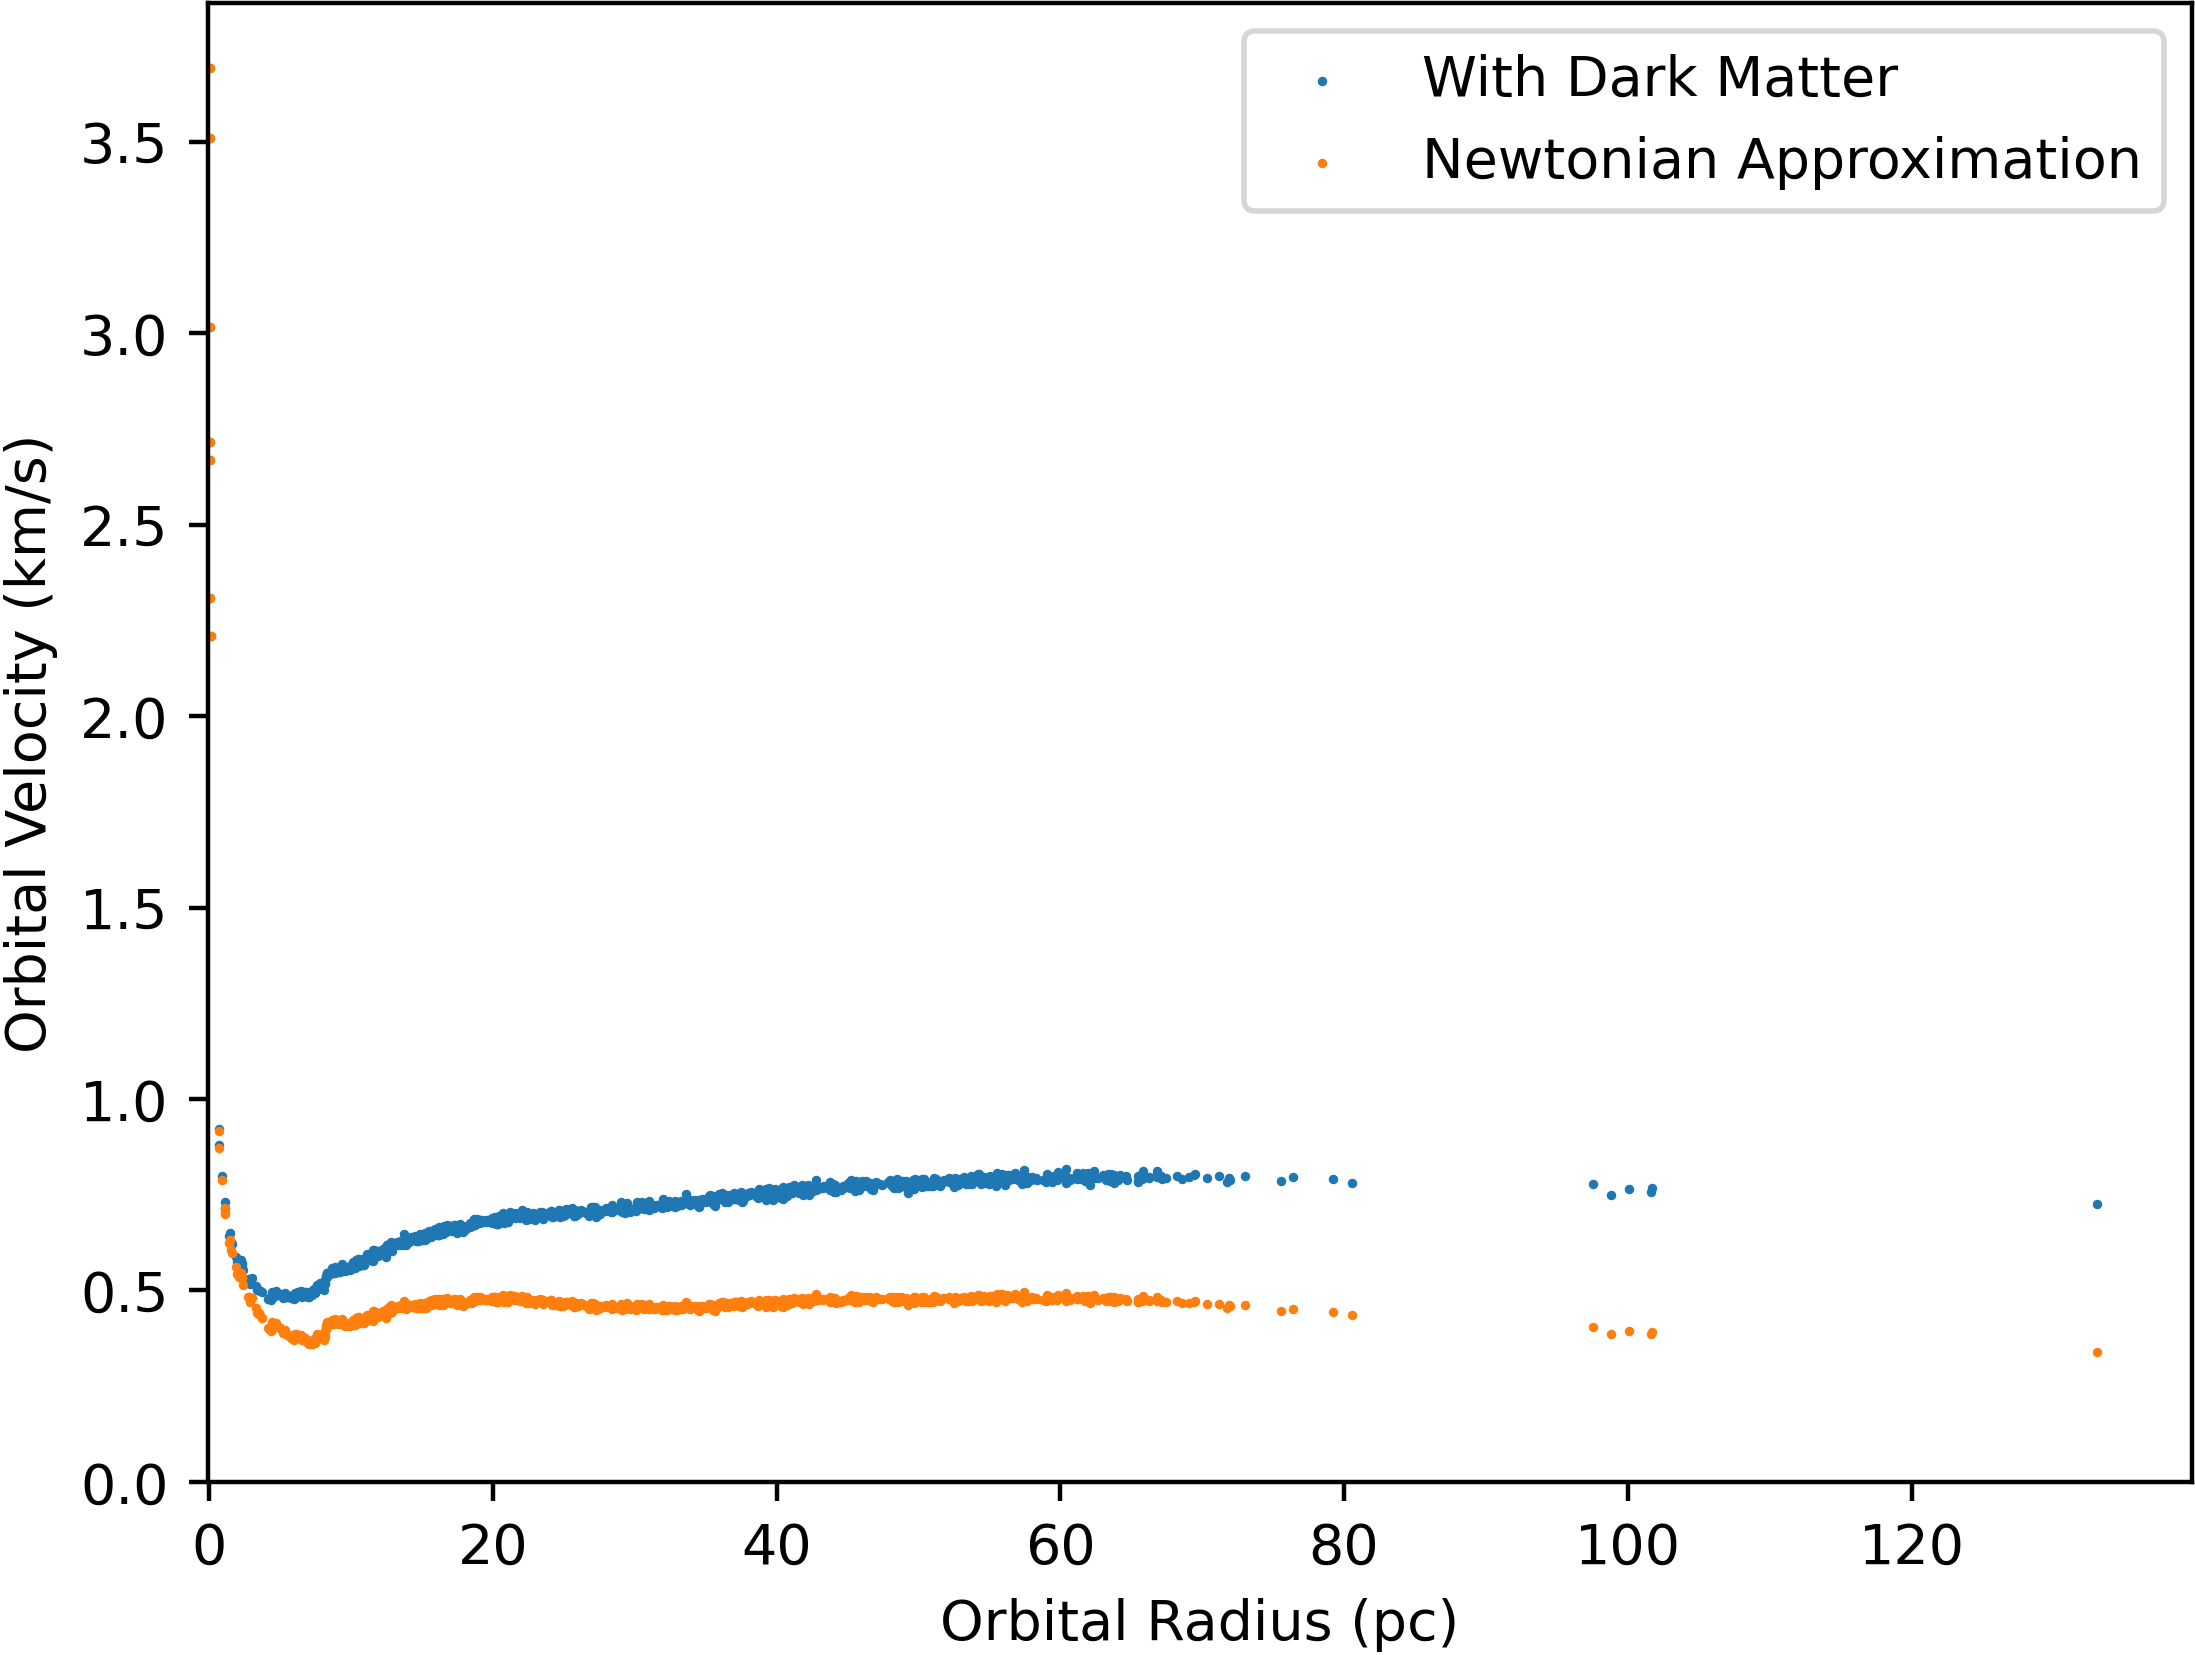 With Dark Matter
Newtonian Approximation
Orbital Velocity (km/s)
3.5
3.0
2.5
2.0
1.5
1.0
0.5
0.0
0 20 40 60 80 100 120
Orbital Radius (pc)